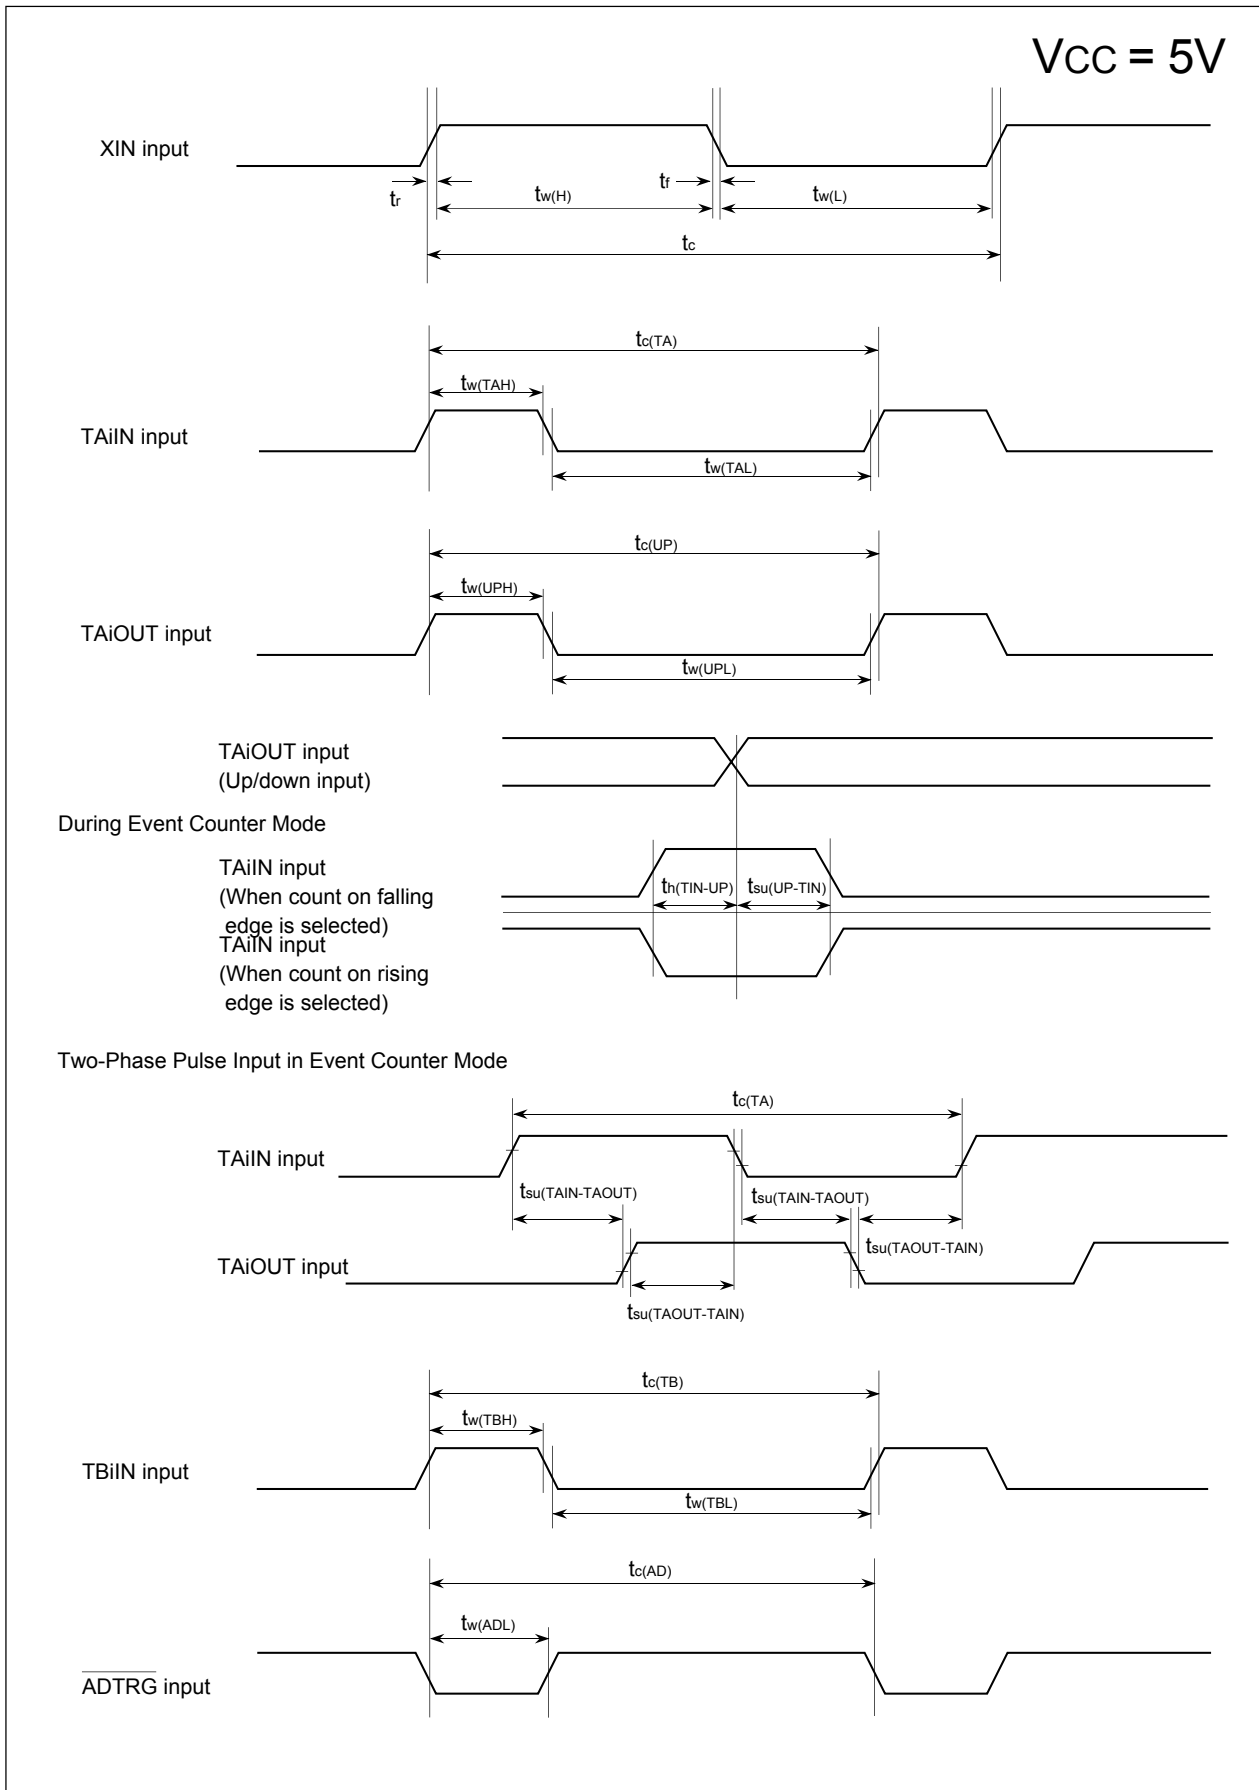 VCC = 5V
XIN input
tr
tw(H)
tf
tw(L)
tc
tc(TA)
tw(TAH)
TAiIN input
tw(TAL)
tc(UP)
tw(UPH)
TAiOUT input
tw(UPL)
TAiOUT input
(Up/down input)
During Event Counter Mode
TAiIN input
(When count on falling
edge is selected)
th(TIN-UP)
tsu(UP-TIN)
TAiIN input
(When count on rising
edge is selected)
Two-Phase Pulse Input in Event Counter Mode
tc(TA)
TAiIN input
tsu(TAIN-TAOUT)
tsu(TAIN-TAOUT)
tsu(TAOUT-TAIN)
TAiOUT input
tsu(TAOUT-TAIN)
tc(TB)
tw(TBH)
TBiIN input
tw(TBL)
tc(AD)
tw(ADL)
ADTRG input